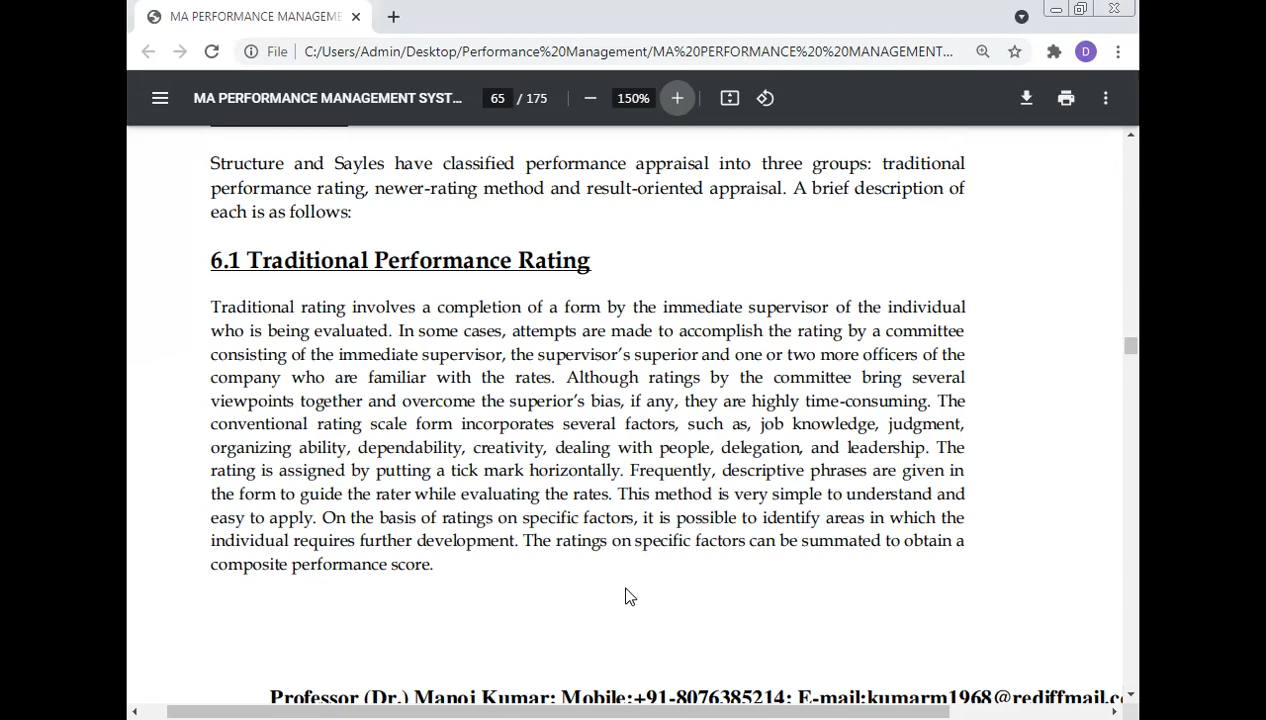 MA PERFORMANCE MANAGEME
File C:/Users/Admin/Desktop/Performance%20Management/MA%20PERFORMANCE%20%20MANAGEMENT... D
MA PERFORMANCE MANAGEMENT SYST... 65 / 175 150%
Structure and Sayles have classified performance appraisal into three groups: traditional
performance rating, newer-rating method and result-oriented appraisal. A brief description of
each is as follows:
6.1 Traditional Performance Rating
Traditional rating involves a completion of a form by the immediate supervisor of the individual
who is being evaluated. In some cases, attempts are made to accomplish the rating by a committee
consisting of the immediate supervisor, the supervisor's superior and one or two more officers of the
company who are familiar with the rates. Although ratings by the committee bring several
viewpoints together and overcome the superior's bias, if any, they are highly time-consuming. The
conventional rating scale form incorporates several factors, such as, job knowledge, judgment,
organizing ability, dependability, creativity, dealing with people, delegation, and leadership. The
rating is assigned by putting a tick mark horizontally. Frequently, descriptive phrases are given in
the form to guide the rater while evaluating the rates. This method is very simple to understand and
easy to apply. On the basis of ratings on specific factors, it is possible to identify areas in which the
individual requires further development. The ratings on specific factors can be summated to obtain a
composite performance score.
Professor (Dr.) Manoj Kumar: Mobile:+91-8076385214: E-mail:kumarm1968@rediffmail.c